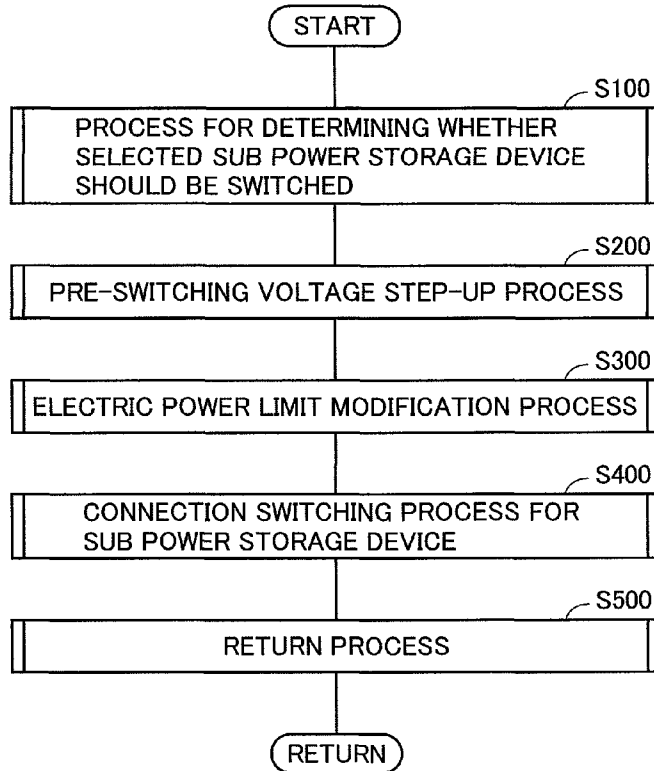 START
S100
PROCESS FOR DETERMINING WHETHER
SELECTED SUB POWER STORAGE DEVICE
SHOULD BE SWITCHED
S200
PRE-SWITCHING VOLTAGE STEP-UP PROCESS
S300
ELECTRIC POWER LIMIT MODIFICATION PROCESS
S400
CONNECTION SWITCHING PROCESS FOR
SUB POWER STORAGE DEVICE
S500
RETURN PROCESS
RETURN